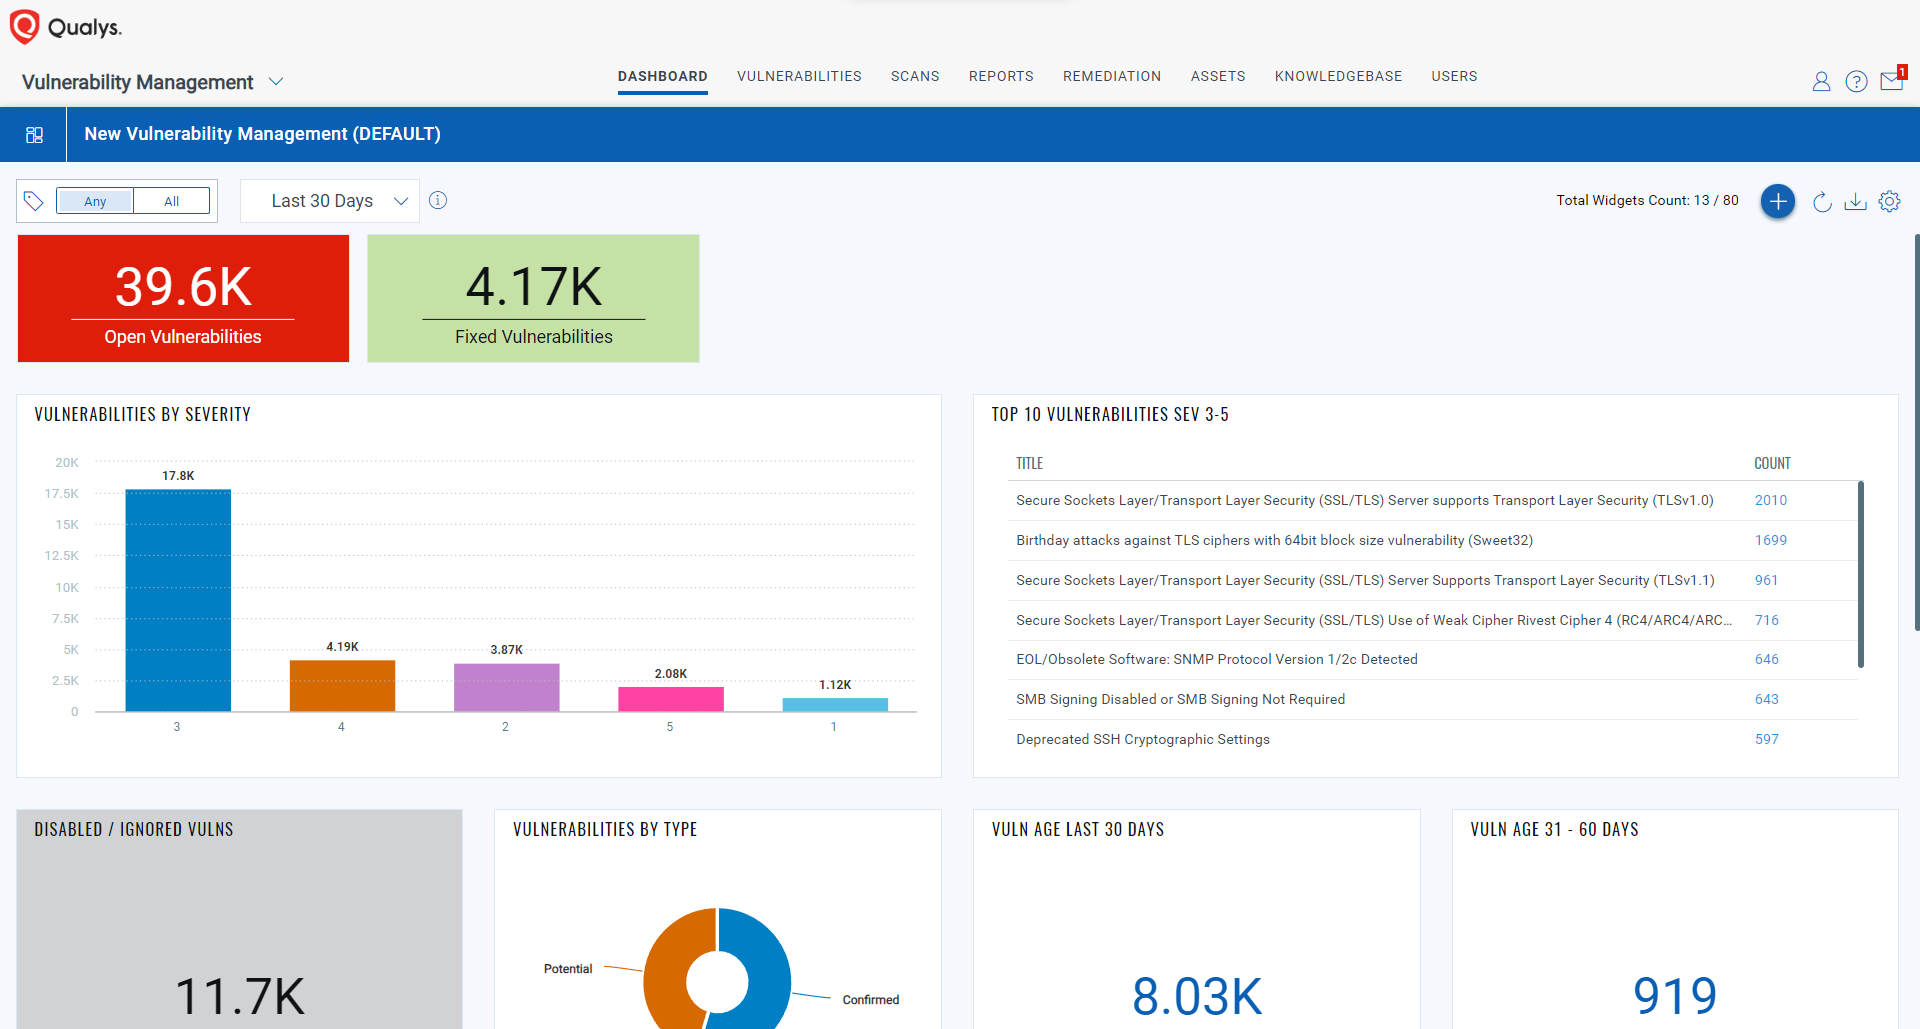 Qualys.
Vulnerability Management
DASHBOARD VULNERABILITIES SCANS REPORTS REMEDIATION ASSETS KNOWLEDGEBASE USERS
1
New Vulnerability Management (DEFAULT)
Any All
Last 30 Days
Total Widgets Count: 13 / 80
39.6K
Open Vulnerabilities
4.17K
Fixed Vulnerabilities
VULNERABILITIES BY SEVERITY
20K
17.5K
15K
12.5K
10K
7.5K
5K
2.5K
0
17.8K
4.19K
3.87K
2.08K
1.12K
3 4 2 5 1
TOP 10 VULNERABILITIES SEV 3-5
TITLE COUNT
Secure Sockets Layer/Transport Layer Security (SSL/TLS) Server supports Transport Layer Security (TLSv1.0) 2010
Birthday attacks against TLS ciphers with 64bit block size vulnerability (Sweet32) 1699
Secure Sockets Layer/Transport Layer Security (SSL/TLS) Server Supports Transport Layer Security (TLSv1.1) 961
Secure Sockets Layer/Transport Layer Security (SSL/TLS) Use of Weak Cipher Rivest Cipher 4 (RC4/ARC4/ARC... 716
EOL/Obsolete Software: SNMP Protocol Version 1/2c Detected 646
SMB Signing Disabled or SMB Signing Not Required 643
Deprecated SSH Cryptographic Settings 597
DISABLED / IGNORED VULNS
11.7K
VULNERABILITIES BY TYPE
Potential
Confirmed
VULN AGE LAST 30 DAYS
8.03K
VULN AGE 31 - 60 DAYS
919